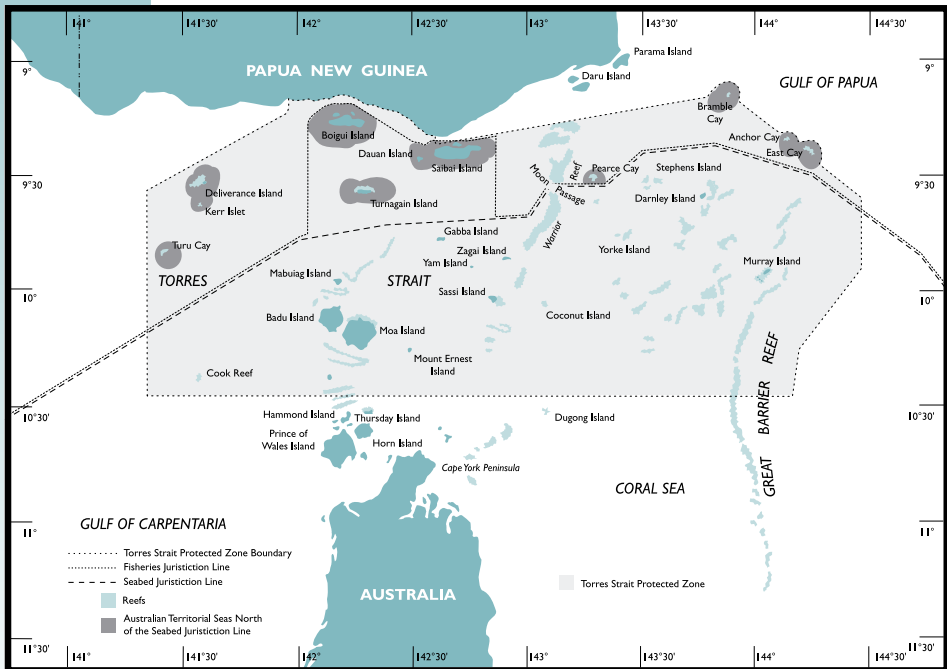 141°
141°30'
142°
142°30'
143°
143°30'
144°
144°30'
9°
9°
PAPUA NEW GUINEA
Parama Island
Daru Island
GULF OF PAPUA
Bramble
Cay
Boigui Island
Anchor Cay
East Cay
Dauan Island
Saibai Island
Moon
Passage
Reef
Warrior
Pearce Cay
Stephens Island
9°30'
9°30'
Deliverance Island
Kerr Islet
Turnagain Island
Darnley Island
Gabba Island
Turu Cay
Zagai Island
Yorke Island
Yam Island
Murray Island
Mabuiag Island
TORRES
STRAIT
Sassi Island
10°
10°
Badu Island
Moa Island
Coconut Island
Mount Ernest
Island
Cook Reef
GREAT BARRIER REEF
10°30'
10°30'
Hammond Island
Thursday Island
Dugong Island
Prince of
Wales Island
Horn Island
Cape York Peninsula
CORAL SEA
GULF OF CARPENTARIA
11°
11°
Torres Strait Protected Zone Boundary
Fisheries Juristiction Line
Seabed Juristiction Line
Reefs
Australian Territorial Seas North
of the Seabed Juristiction Line
AUSTRALIA
Torres Strait Protected Zone
11°30'
11°30'
141°
141°30'
142°
142°30'
143°
143°30'
144°
144°30'